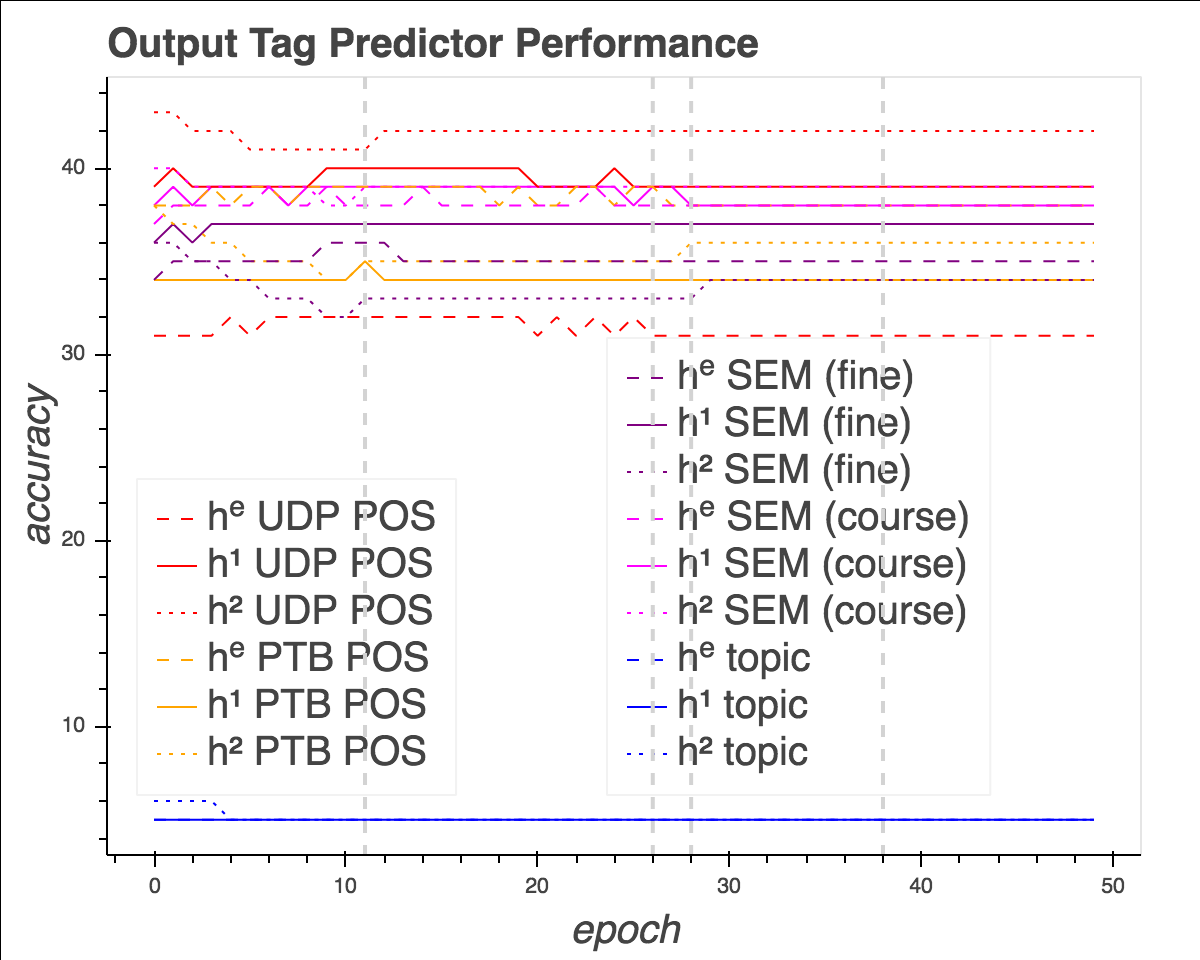 Output Tag Predictor Performance
40
30
20
10
accuracy
hᵉ UDP POS
h¹ UDP POS
h² UDP POS
hᵉ PTB POS
h¹ PTB POS
h² PTB POS
hᵉ SEM (fine)
h¹ SEM (fine)
h² SEM (fine)
hᵉ SEM (course)
h¹ SEM (course)
h² SEM (course)
hᵉ topic
h¹ topic
h² topic
0 10 20 30 40 50
epoch